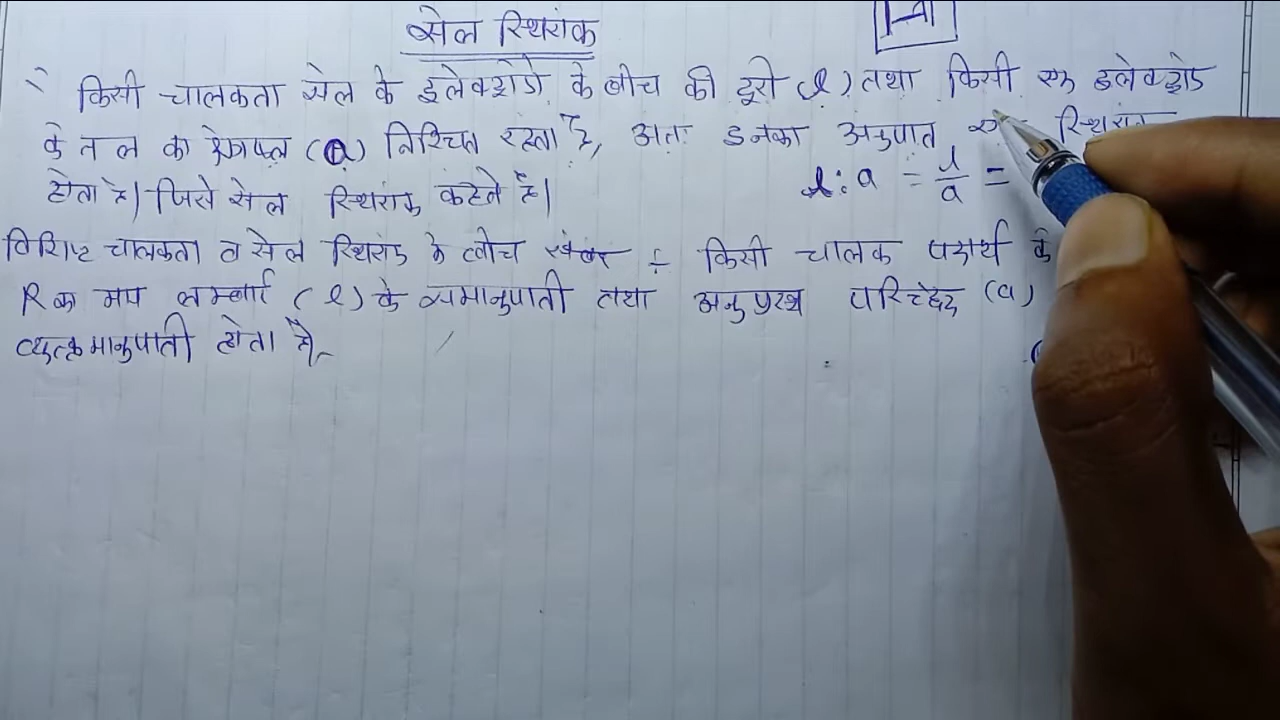 सेल स्थिरांक
किसी चालकता सेल के इलेक्ट्रोडो के बीच की दूरी (l) तथा किसी एक इलेक्ट्रोड
के तल का क्षेत्रफल (a) निश्चित रहता है, अतः इनका अनुपात एक स्थिरांक
होता है। जिसे सेल स्थिरांक कहते है। l : a = l/a =
विशिष्ट चालकता व सेल स्थिरांक के बीच संबंध ÷ किसी चालक पदार्थ के
R का मान लम्बाई (l) के समानुपाती तथा अनुप्रस्थ परिच्छेद (a)
व्युत्क्रमानुपाती होता है,